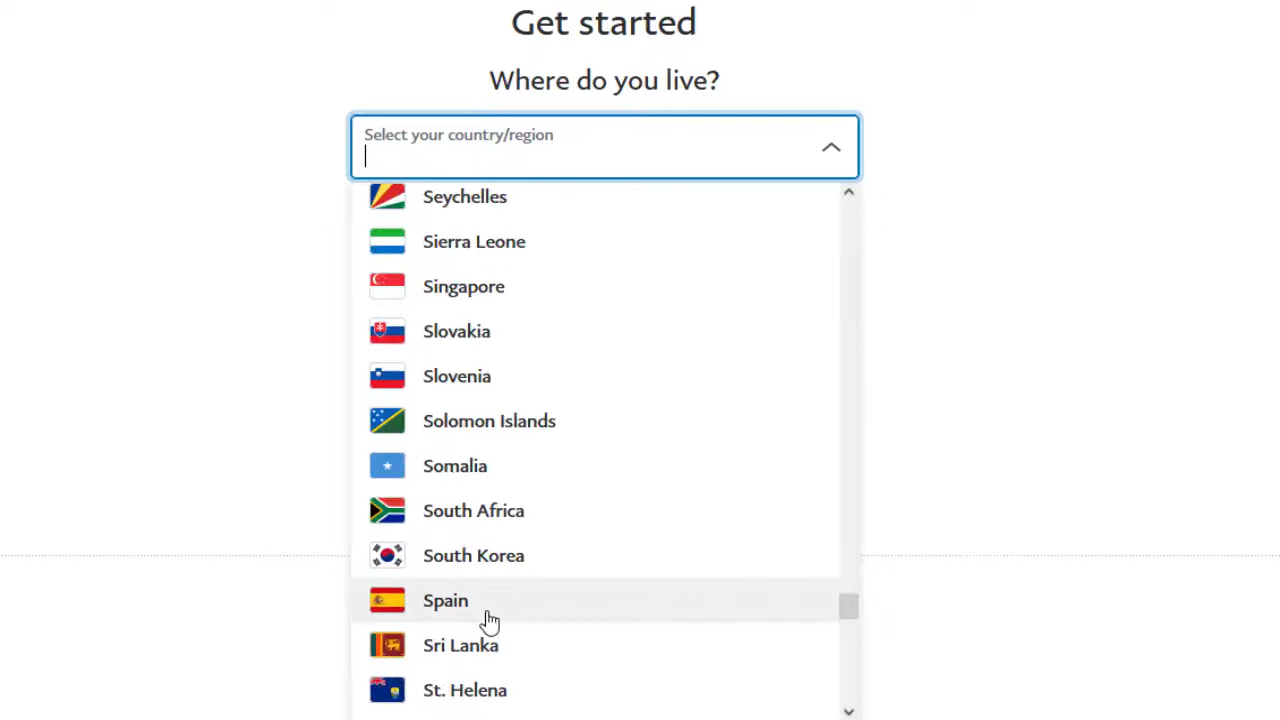 Get started
Where do you live?
Select your country/region
Seychelles
Sierra Leone
Singapore
Slovakia
Slovenia
Solomon Islands
Somalia
South Africa
South Korea
Spain
Sri Lanka
St. Helena